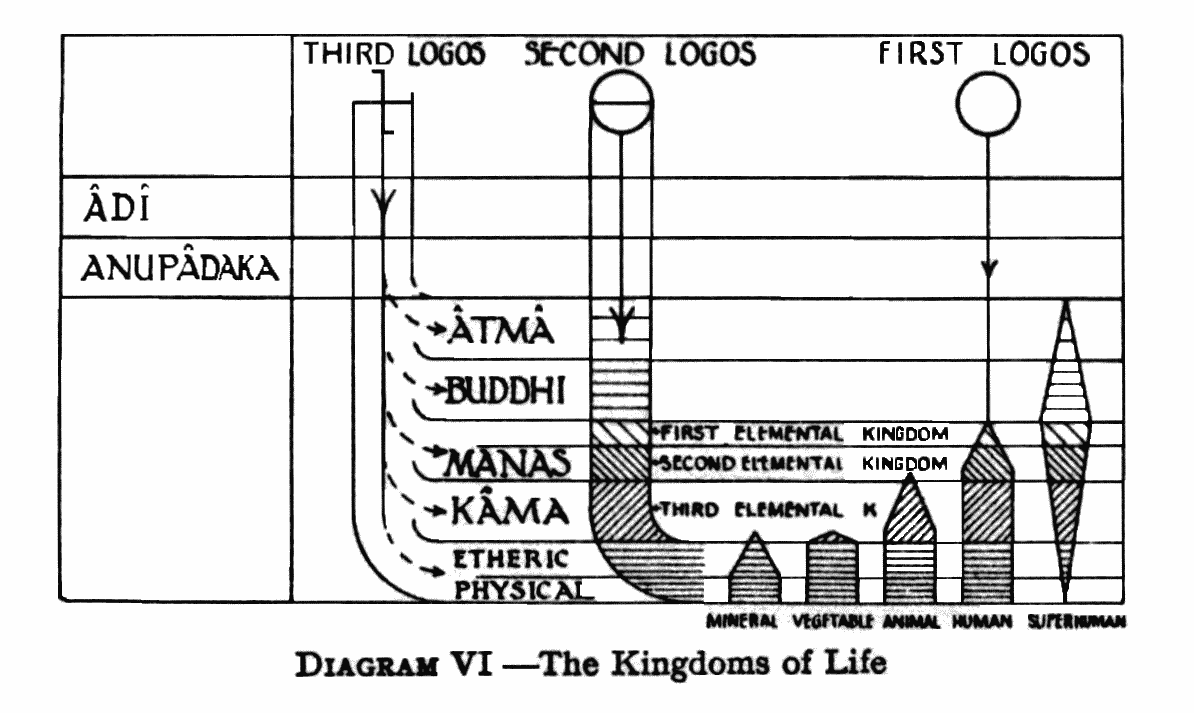 THIRD LOGOS SECOND LOGOS FIRST LOGOS
ÂDÎ
ANUPÂDAKA
ÂTMÂ
BUDDHI
FIRST ELEMENTAL KINGDOM
MANAS SECOND ELEMENTAL KINGDOM
KÂMA THIRD ELEMENTAL K
ETHERIC
PHYSICAL
MINERAL VEGETABLE ANIMAL HUMAN SUPERHUMAN
DIAGRAM VI —The Kingdoms of Life